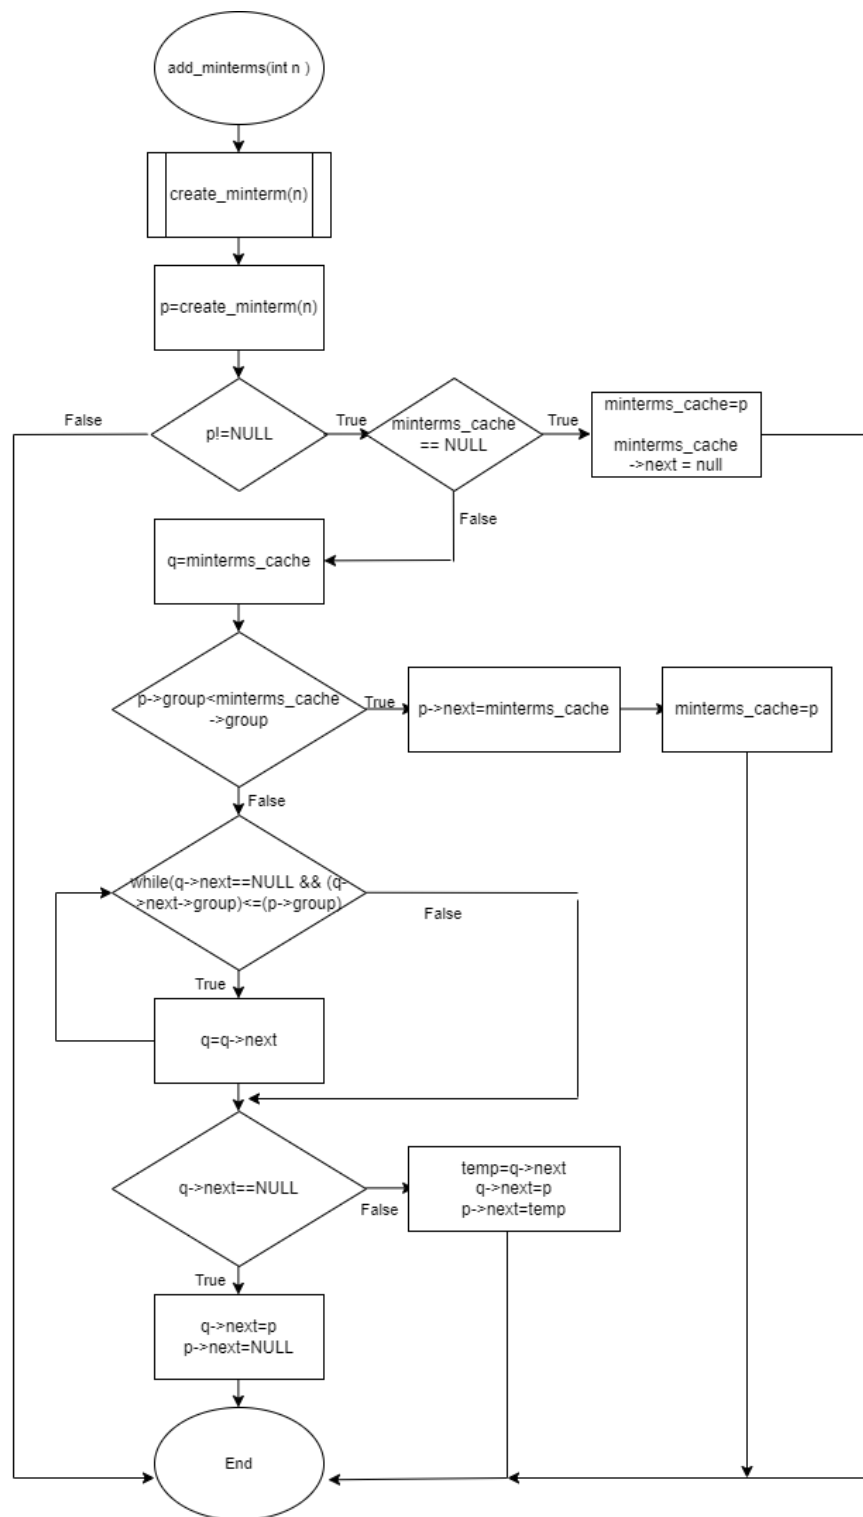 add_minterms(int n )
create_minterm(n)
p=create_minterm(n)
False
p!=NULL
True
minterms_cache
== NULL
True
minterms_cache=p
minterms_cache
->next = null
False
q=minterms_cache
p->group<minterms_cache
->group
True
p->next=minterms_cache
minterms_cache=p
False
while(q->next==NULL && (q-
>next->group)<=(p->group)
False
True
q=q->next
q->next==NULL
False
temp=q->next
q->next=p
p->next=temp
True
q->next=p
p->next=NULL
End